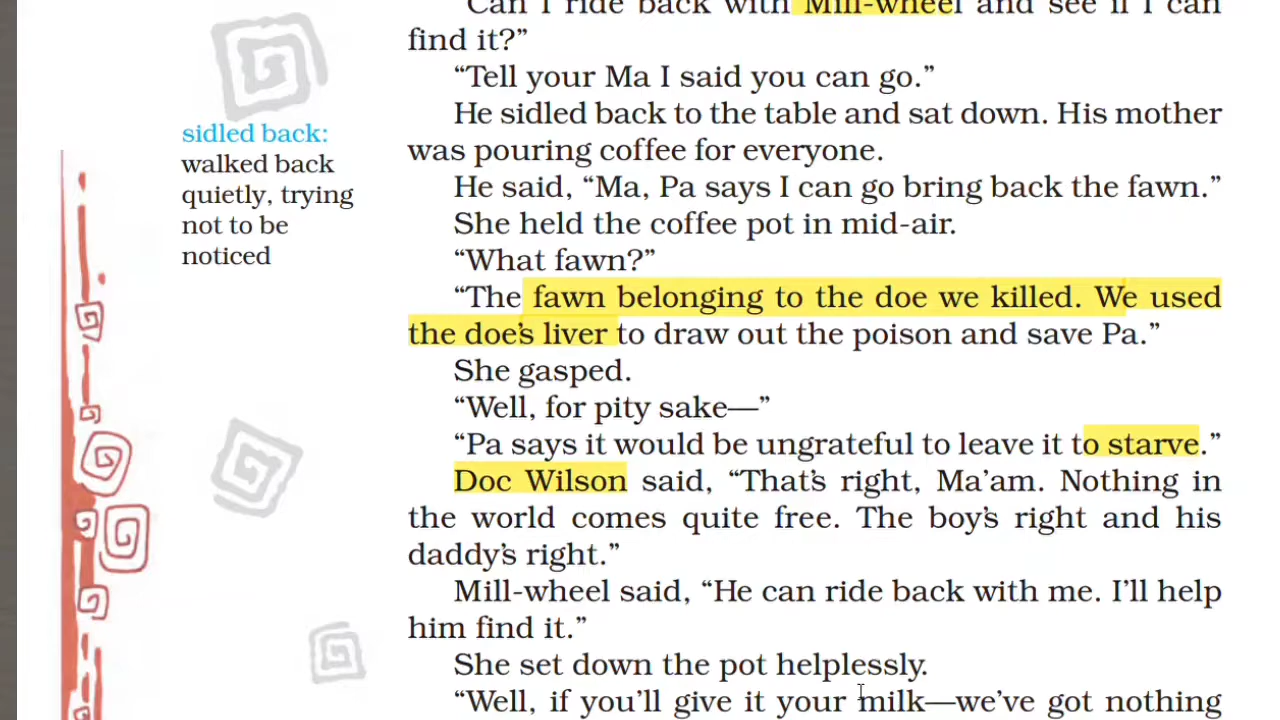 "Can I ride back with Mill-wheel and see if I can
find it?"
"Tell your Ma I said you can go."
He sidled back to the table and sat down. His mother
was pouring coffee for everyone.
He said, "Ma, Pa says I can go bring back the fawn."
She held the coffee pot in mid-air.
"What fawn?"
"The fawn belonging to the doe we killed. We used
the doe's liver to draw out the poison and save Pa."
She gasped.
"Well, for pity sake—"
"Pa says it would be ungrateful to leave it to starve."
Doc Wilson said, "That's right, Ma'am. Nothing in
the world comes quite free. The boy's right and his
daddy's right."
Mill-wheel said, "He can ride back with me. I'll help
him find it."
She set down the pot helplessly.
"Well, if you'll give it your milk—we've got nothing
sidled back:
walked back
quietly, trying
not to be
noticed